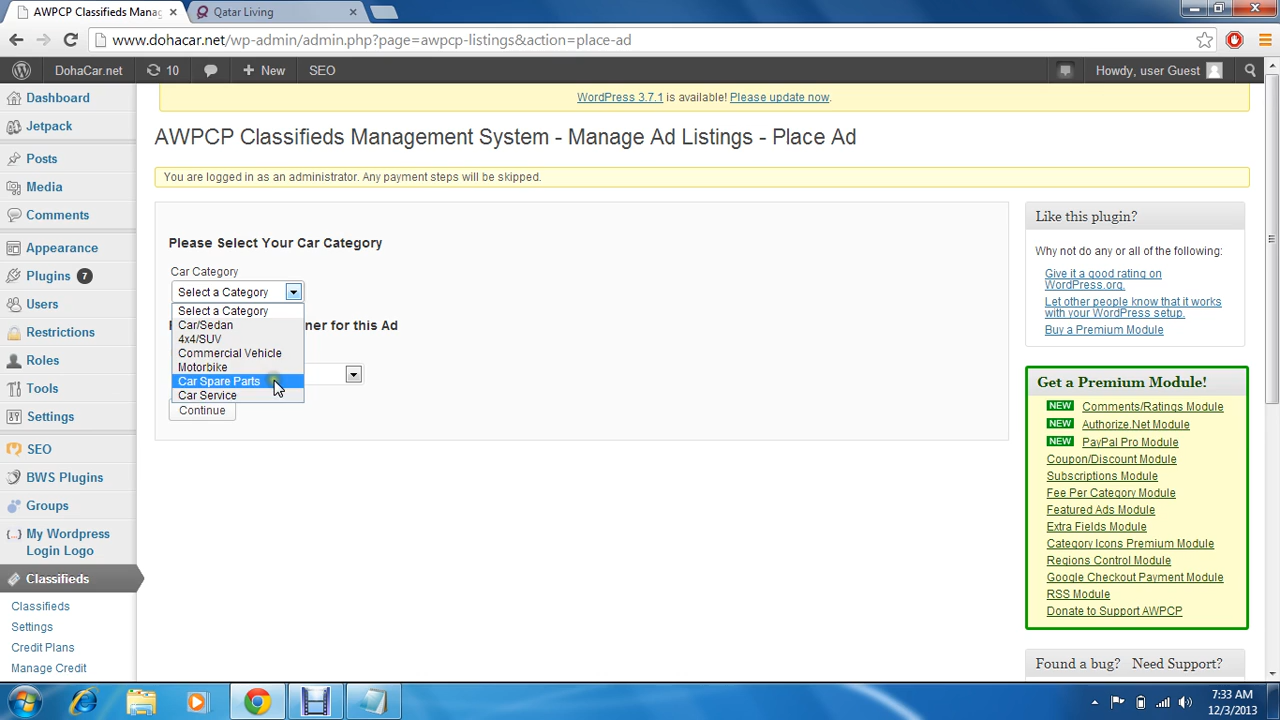 AWPCP Classifieds Manag
Qatar Living
www.dohacar.net/wp-admin/admin.php?page=awpcp-listings&action=place-ad
DohaCar.net
10
New
SEO
Howdy, user Guest
Dashboard
Jetpack
Posts
Media
Comments
Appearance
Plugins 7
Users
Restrictions
Roles
Tools
Settings
SEO
BWS Plugins
Groups
My Wordpress
Login Logo
Classifieds
Classifieds
Settings
Credit Plans
Manage Credit
WordPress 3.7.1 is available! Please update now.
AWPCP Classifieds Management System - Manage Ad Listings - Place Ad
You are logged in as an administrator. Any payment steps will be skipped.
Please Select Your Car Category
Car Category
Select a Category
Select a Category
Car/Sedan
4x4/SUV
Commercial Vehicle
Motorbike
Car Spare Parts
Car Service
ner for this Ad
Continue
Like this plugin?
Why not do any or all of the following:
Give it a good rating on
WordPress.org.
Let other people know that it works
with your WordPress setup.
Buy a Premium Module
Get a Premium Module!
NEW Comments/Ratings Module
NEW Authorize.Net Module
NEW PayPal Pro Module
Coupon/Discount Module
Subscriptions Module
Fee Per Category Module
Featured Ads Module
Extra Fields Module
Category Icons Premium Module
Regions Control Module
Google Checkout Payment Module
RSS Module
Donate to Support AWPCP
Found a bug? Need Support?
7:33 AM
12/3/2013